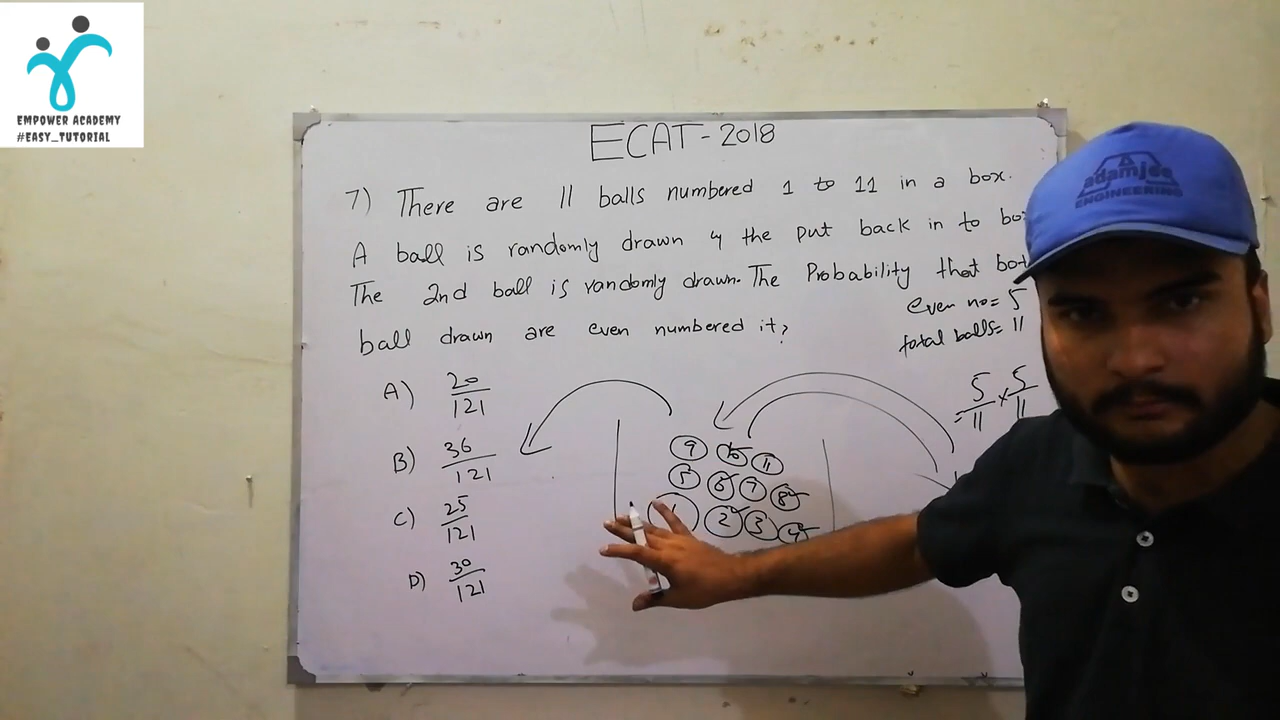 EMPOWER ACADEMY
#EASY_TUTORIAL
ECAT-2018
7) There are 11 balls numbered 1 to 11 in a box.
A ball is randomly drawn & the put back in to
The 2nd ball is randomly drawn. The Probability that
ball drawn are even numbered it?
even no= 5
total balls= 11
A) 20/121
B) 36/121
C) 25/121
D) 30/121
= 5/11 × 5/11
9 10 11
5 6 7 8
1 2 3 4
adamjee
ENGINEERING